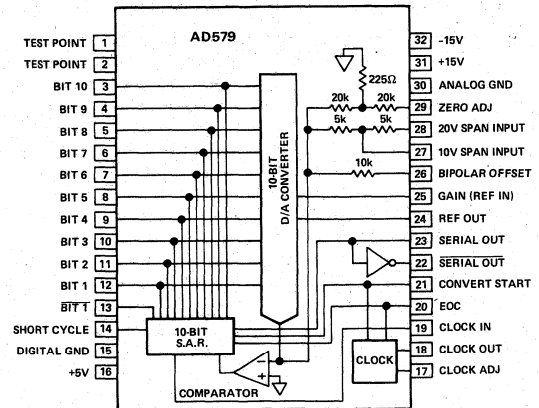 AD579
TEST POINT 1
TEST POINT 2
BIT 10 3
BIT 9 4
BIT 8 5
BIT 7 6
BIT 6 7
BIT 5 8
BIT 4 9
BIT 3 10
BIT 2 11
BIT 1 12
BIT 1 13
SHORT CYCLE 14
DIGITAL GND 15
+5V 16
32 -15V
31 +15V
30 ANALOG GND
29 ZERO ADJ
28 20V SPAN INPUT
27 10V SPAN INPUT
26 BIPOLAR OFFSET
25 GAIN (REF IN)
24 REF OUT
23 SERIAL OUT
22 SERIAL OUT
21 CONVERT START
20 EOC
19 CLOCK IN
18 CLOCK OUT
17 CLOCK ADJ
225Ω
20k 20k
5k 5k
10k
10-BIT
D/A CONVERTER
10-BIT
S.A.R.
-
+
COMPARATOR
CLOCK